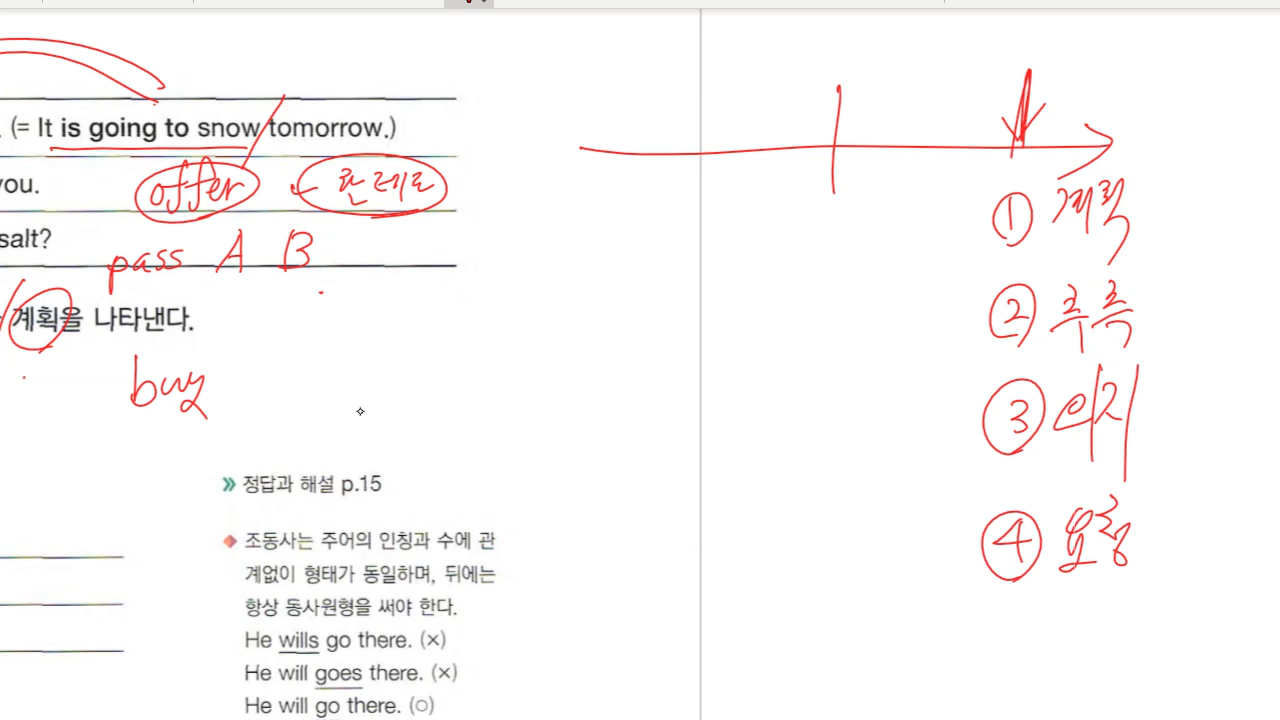 (= It is going to snow tomorrow.)
you.
offer
컨테로
salt?
pass A B
계획을 나타낸다.
buy
① 계획
② 추측
③ 의지
④ 요청
» 정답과 해설 p.15
◆ 조동사는 주어의 인칭과 수에 관
계없이 형태가 동일하며, 뒤에는
항상 동사원형을 써야 한다.
He wills go there. (×)
He will goes there. (×)
He will go there. (○)